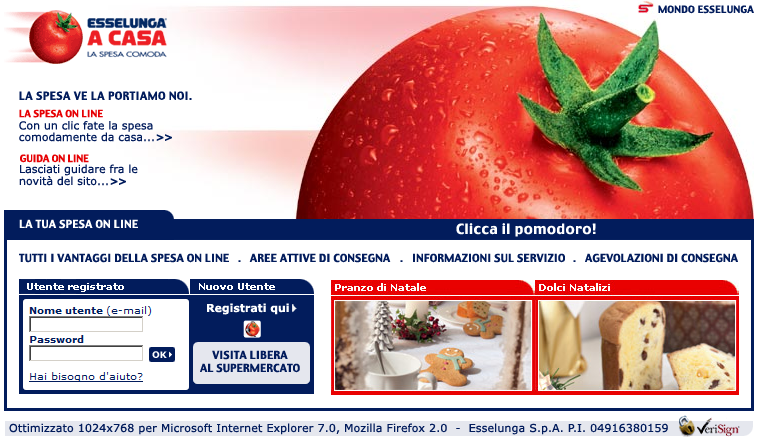 ESSELUNGA®
A CASA
LA SPESA COMODA
MONDO ESSELUNGA
LA SPESA VE LA PORTIAMO NOI.
LA SPESA ON LINE
Con un clic fate la spesa
comodamente da casa...>>
GUIDA ON LINE
Lasciati guidare fra le
novità del sito...>>
LA TUA SPESA ON LINE
Clicca il pomodoro!
TUTTI I VANTAGGI DELLA SPESA ON LINE . AREE ATTIVE DI CONSEGNA . INFORMAZIONI SUL SERVIZIO . AGEVOLAZIONI DI CONSEGNA
Utente registrato
Nome utente (e-mail)
Password
OK
Hai bisogno d'aiuto?
Nuovo Utente
Registrati qui
VISITA LIBERA
AL SUPERMERCATO
Pranzo di Natale
Dolci Natalizi
Ottimizzato 1024x768 per Microsoft Internet Explorer 7.0, Mozilla Firefox 2.0 - Esselunga S.p.A. P.I. 04916380159
VeriSign